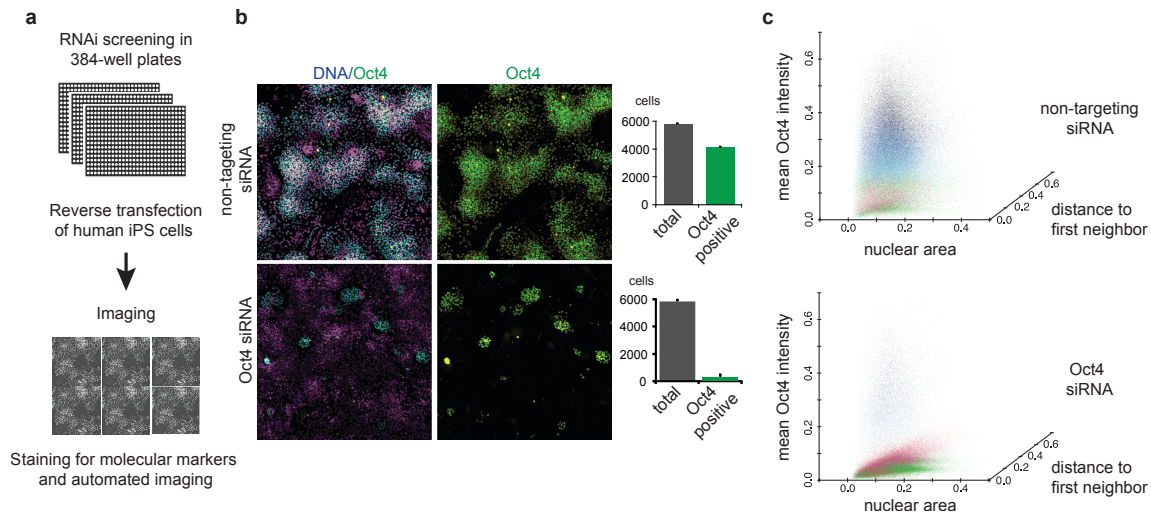 a
RNAi screening in
384-well plates
Reverse transfection
of human iPS cells
Imaging
Staining for molecular markers
and automated imaging
b
DNA/Oct4
Oct4
non-tageting
siRNA
cells
6000
4000
2000
0
total
Oct4
positive
Oct4 siRNA
cells
6000
4000
2000
0
total
Oct4
positive
c
mean Oct4 intensity
0.6
0.4
0.2
0.0
0.0
0.2
0.4
nuclear area
0.0
0.2
0.4
0.6
distance to
first neighbor
non-targeting
siRNA
mean Oct4 intensity
0.6
0.4
0.2
0.0
0.0
0.2
0.4
nuclear area
0.0
0.2
0.4
0.6
distance to
first neighbor
Oct4
siRNA